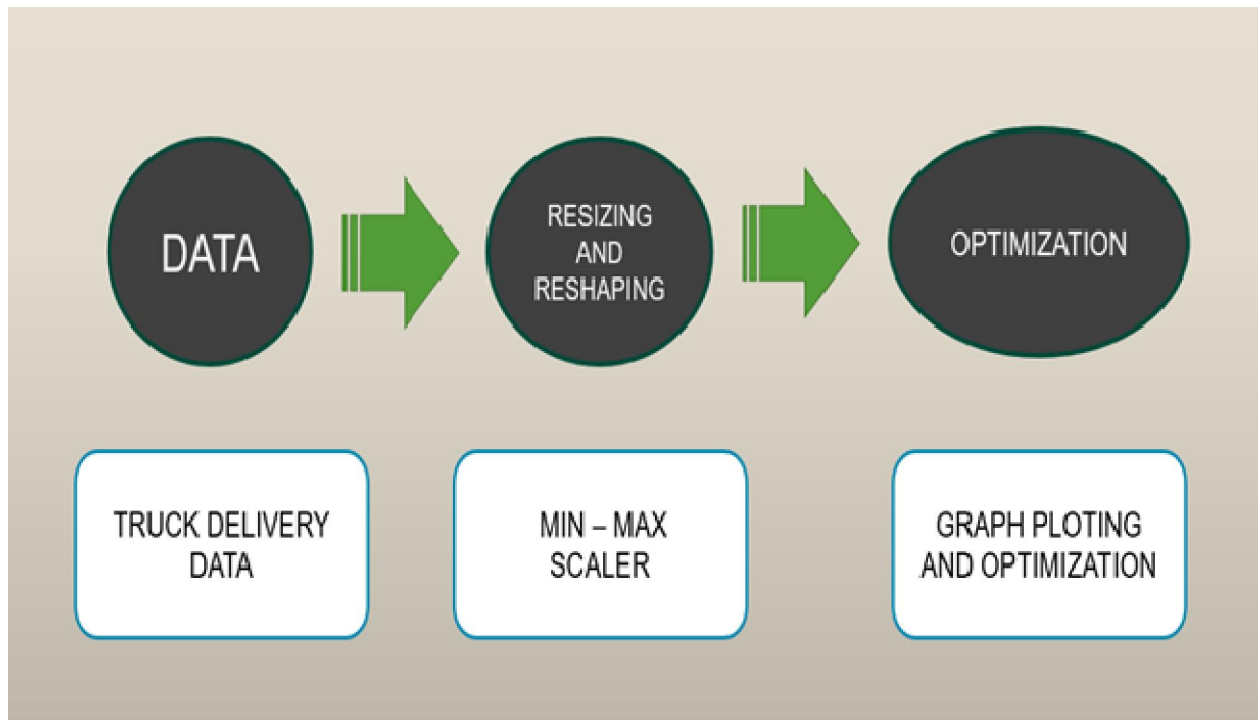 DATA
RESIZING
AND
RESHAPING
OPTIMIZATION
TRUCK DELIVERY
DATA
MIN – MAX
SCALER
GRAPH PLOTING
AND OPTIMIZATION